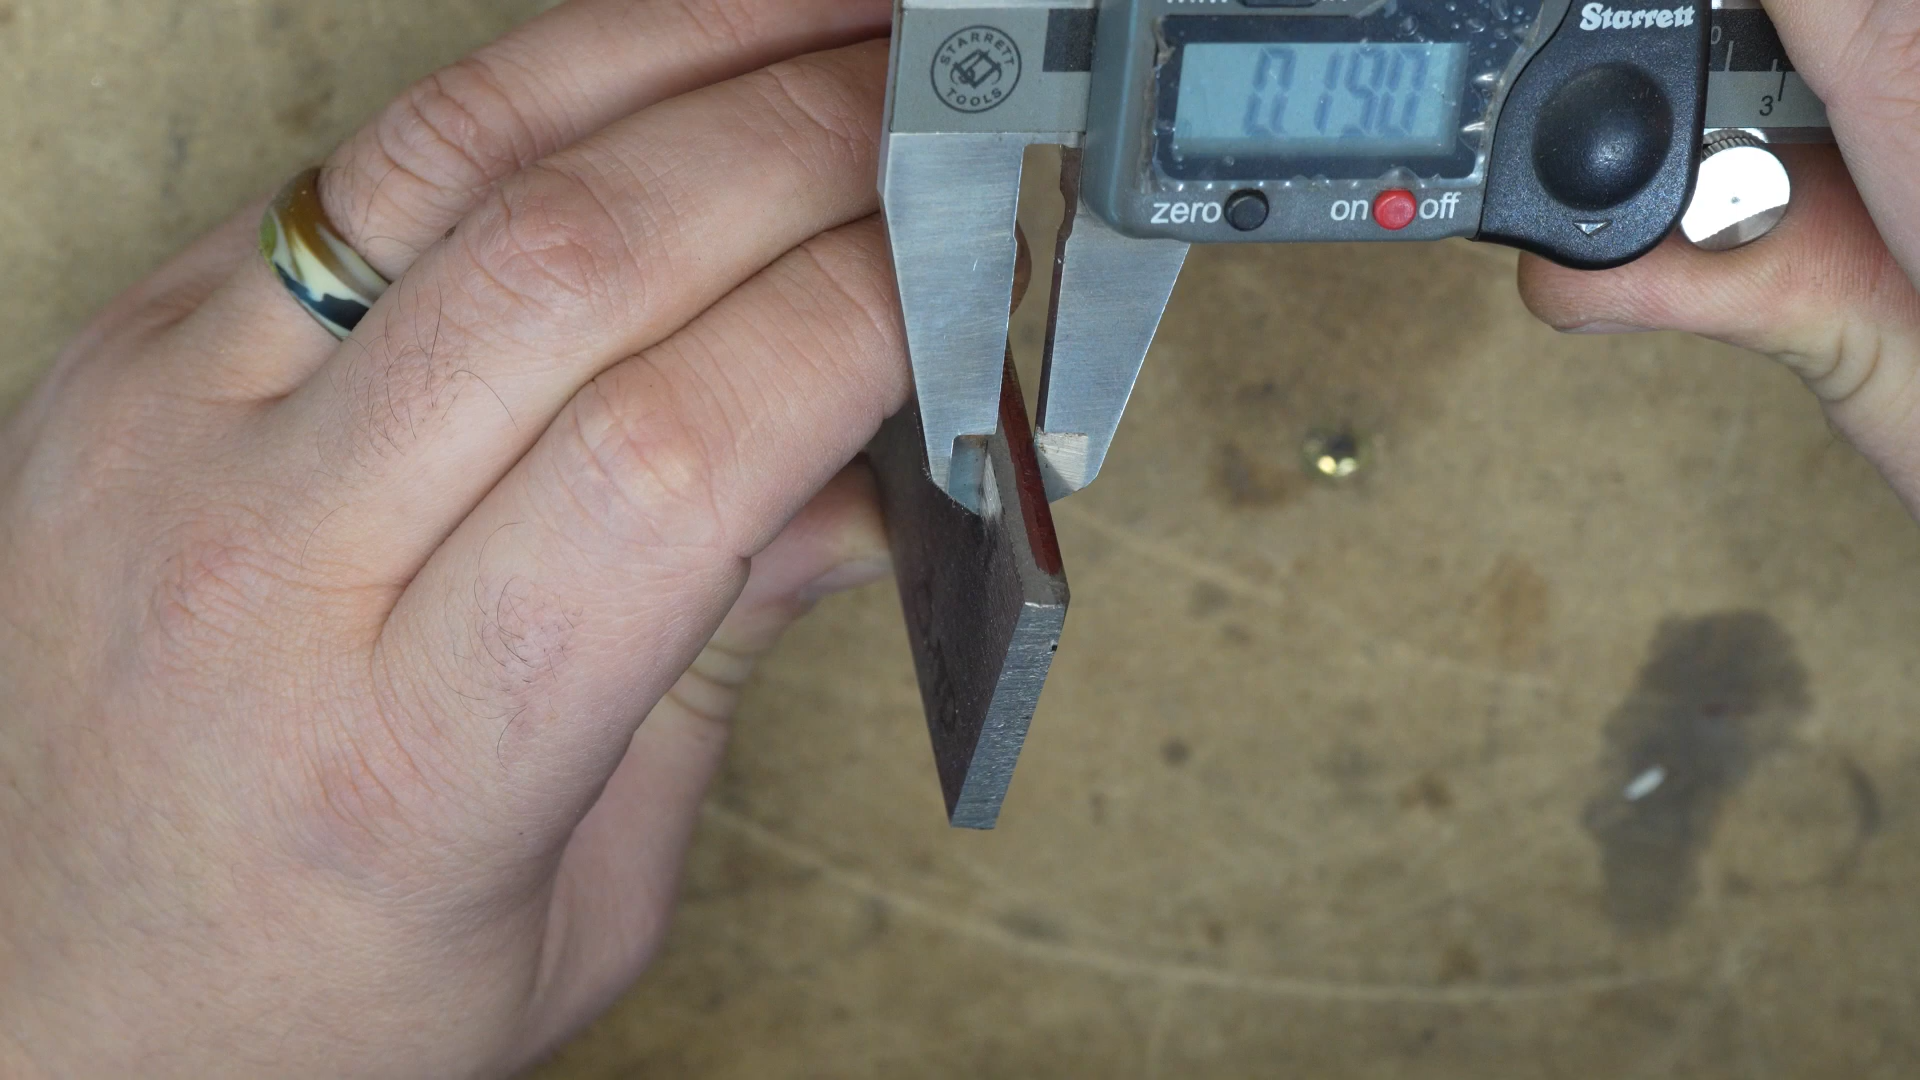 STARRETT
TOOLS
Starrett
0.190
zero
on off
3